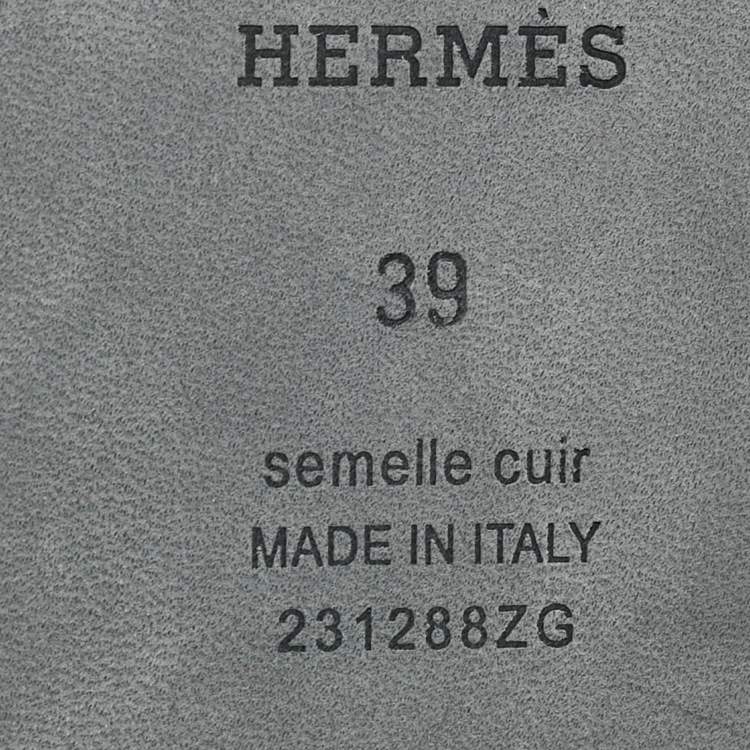 HERMÈS
39
semelle cuir
MADE IN ITALY
231288ZG